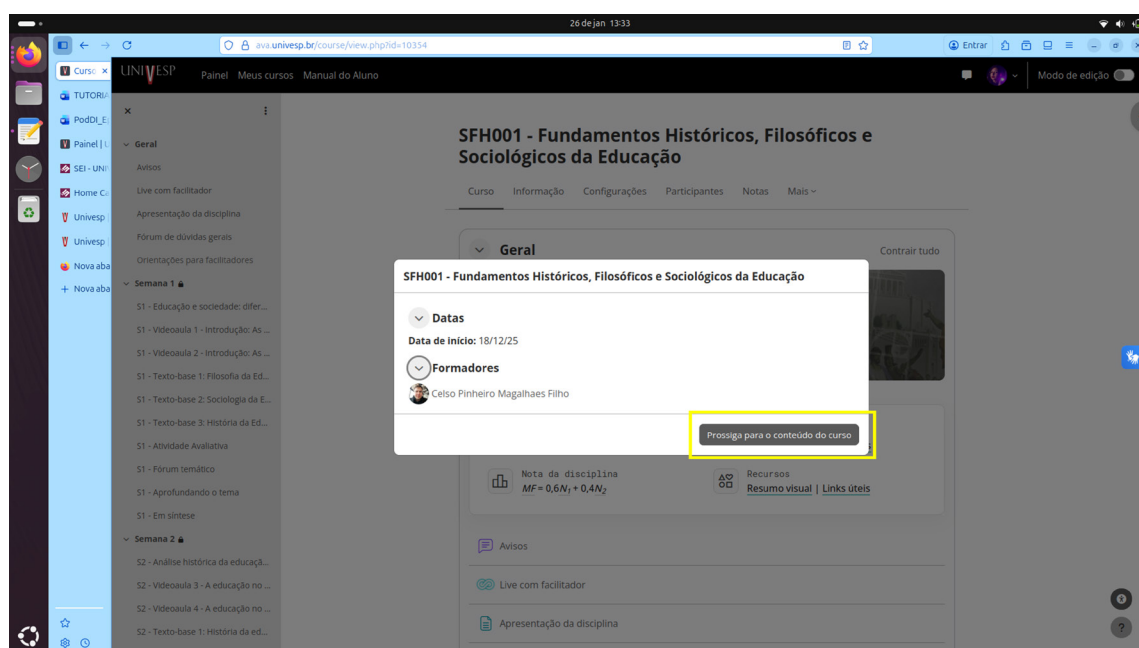 26 de jan 13:33
ava.univesp.br/course/view.php?id=10354
Entrar
Curso
TUTORIA
PodDI_E
Painel | U
SEI - UNI
Home Ca
Univesp
Univesp
Nova aba
Nova aba
UNIVESP
Painel
Meus cursos
Manual do Aluno
Modo de edição
Geral
Avisos
Live com facilitador
Apresentação da disciplina
Fórum de dúvidas gerais
Orientações para facilitadores
Semana 1
S1 - Educação e sociedade: difer...
S1 - Videoaula 1 - Introdução: As ...
S1 - Videoaula 2 - Introdução: As ...
S1 - Texto-base 1: Filosofia da Ed...
S1 - Texto-base 2: Sociologia da E...
S1 - Texto-base 3: História da Ed...
S1 - Atividade Avaliativa
S1 - Fórum temático
S1 - Aprofundando o tema
S1 - Em síntese
Semana 2
S2 - Análise histórica da educaçã...
S2 - Videoaula 3 - A educação no ...
S2 - Videoaula 4 - A educação no ...
S2 - Texto-base 1: História da ed...
SFH001 - Fundamentos Históricos, Filosóficos e
Sociológicos da Educação
Curso
Informação
Configurações
Participantes
Notas
Mais
Geral
Contrair tudo
SFH001 - Fundamentos Históricos, Filosóficos e Sociológicos da Educação
Datas
Data de início: 18/12/25
Formadores
Celso Pinheiro Magalhaes Filho
Prossiga para o conteúdo do curso
Nota da disciplina
MF = 0,6N₁ + 0,4N₂
Recursos
Resumo visual | Links úteis
Avisos
Live com facilitador
Apresentação da disciplina
?